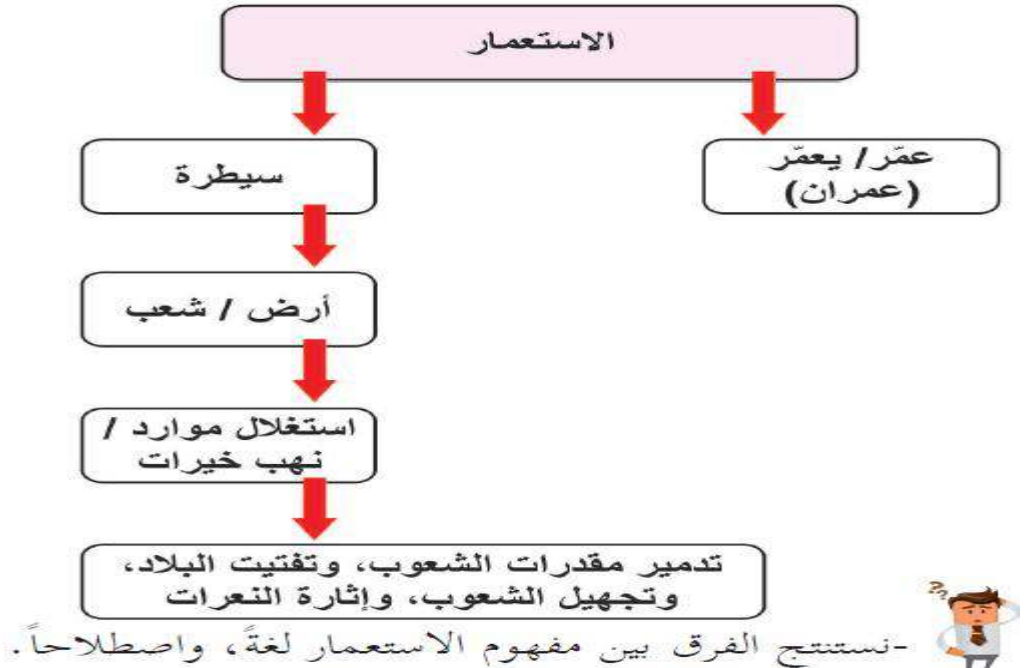 الاستعمار
عمّر/ يعمّر
(عمران)
سيطرة
أرض / شعب
استغلال موارد /
نهب خيرات
تدمير مقدرات الشعوب، وتفتيت البلاد،
وتجهيل الشعوب، وإثارة النعرات
-نستنتج الفرق بين مفهوم الاستعمار لغةً، واصطلاحاً.
??